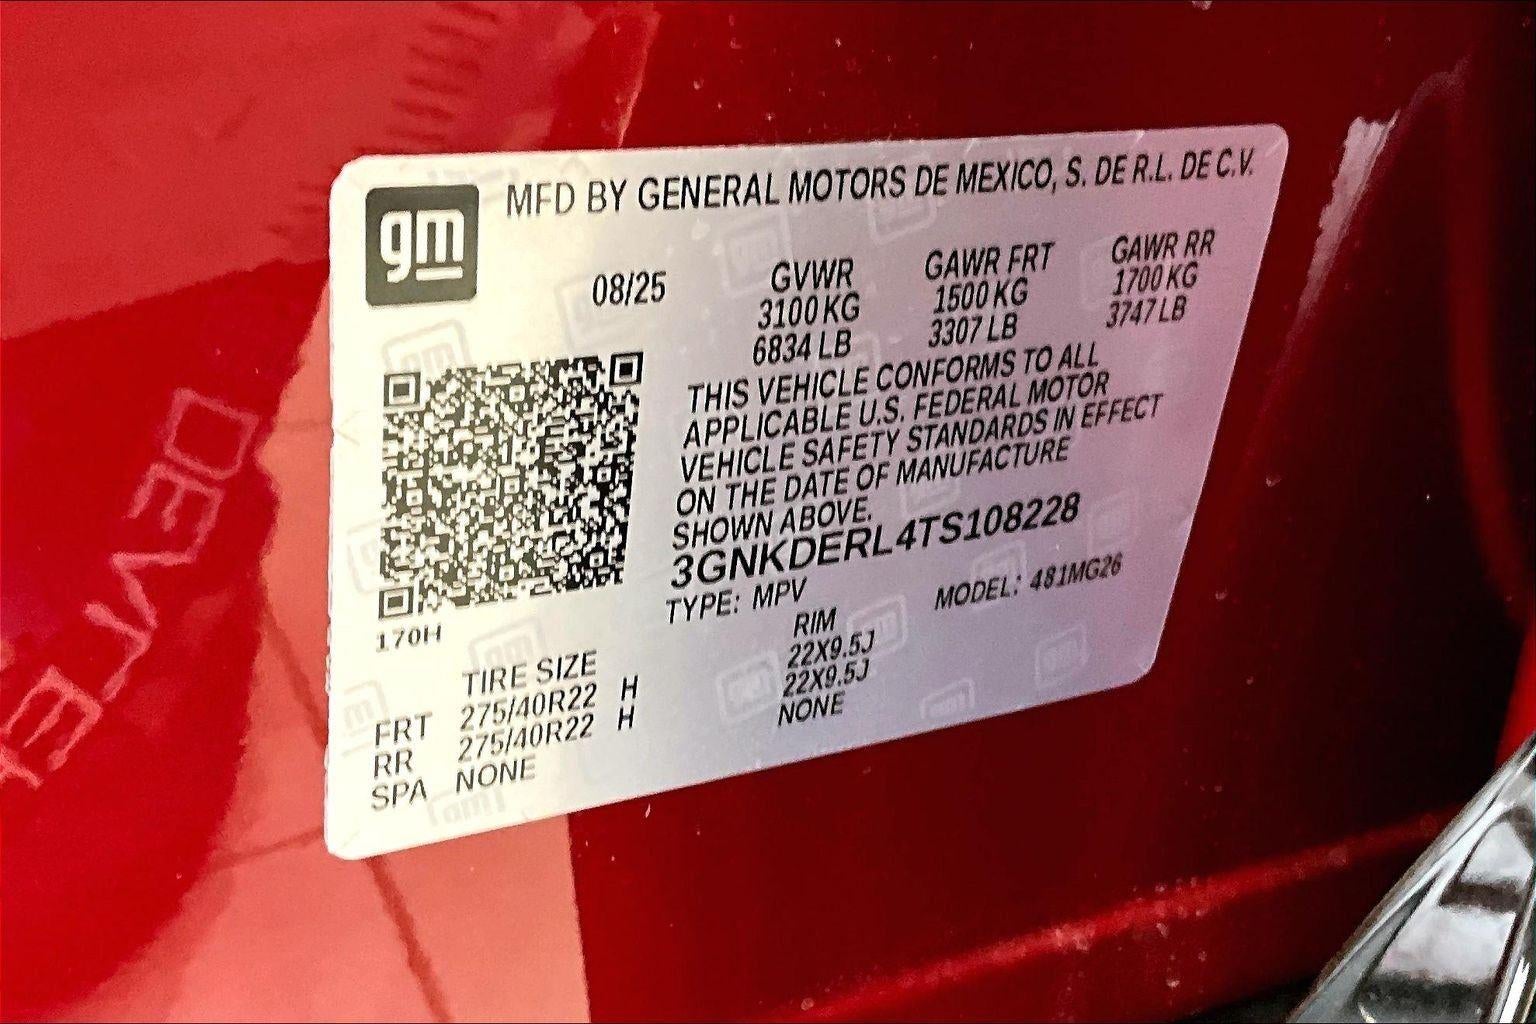 gm
MFD BY GENERAL MOTORS DE MEXICO, S. DE R.L. DE C.V.
08/25
GVWR GAWR FRT GAWR RR
3100 KG 1500 KG 1700 KG
6834 LB 3307 LB 3747 LB
THIS VEHICLE CONFORMS TO ALL
APPLICABLE U.S. FEDERAL MOTOR
VEHICLE SAFETY STANDARDS IN EFFECT
ON THE DATE OF MANUFACTURE
SHOWN ABOVE.
3GNKDERL4TS108228
TYPE: MPV MODEL: 481MG26
170H
TIRE SIZE RIM
FRT 275/40R22 H 22X9.5J
RR 275/40R22 H 22X9.5J
SPA NONE NONE